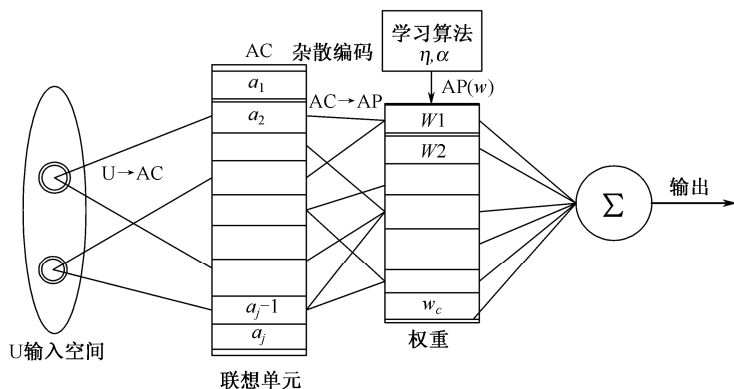 AC 杂散编码
学习算法
η,α
a₁
a₂
AC→AP
AP(w)
W1
W2
U→AC
Σ
输出
aⱼ-1
aⱼ
w_c
U输入空间
联想单元
权重